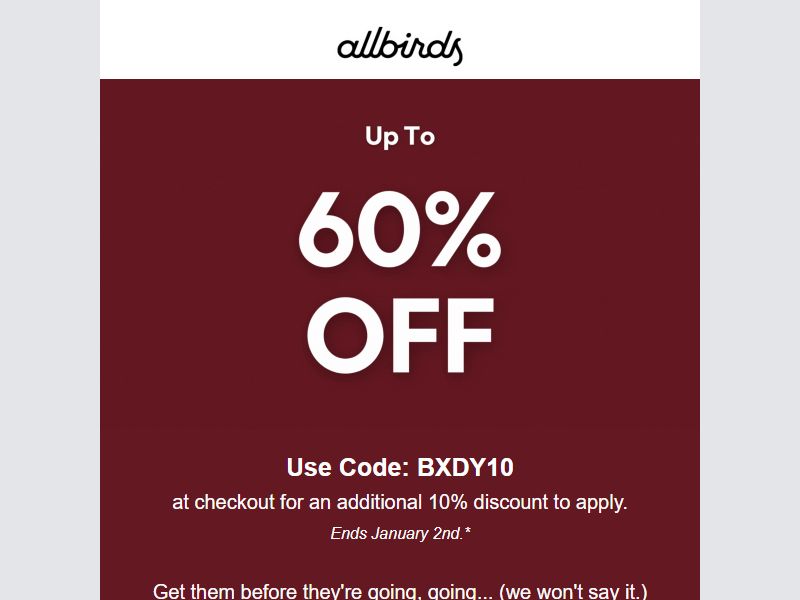 allbirds
Up To
60%
OFF
Use Code: BXDY10
at checkout for an additional 10% discount to apply.
Ends January 2nd.*
Get them before they're going, going... (we won't say it.)